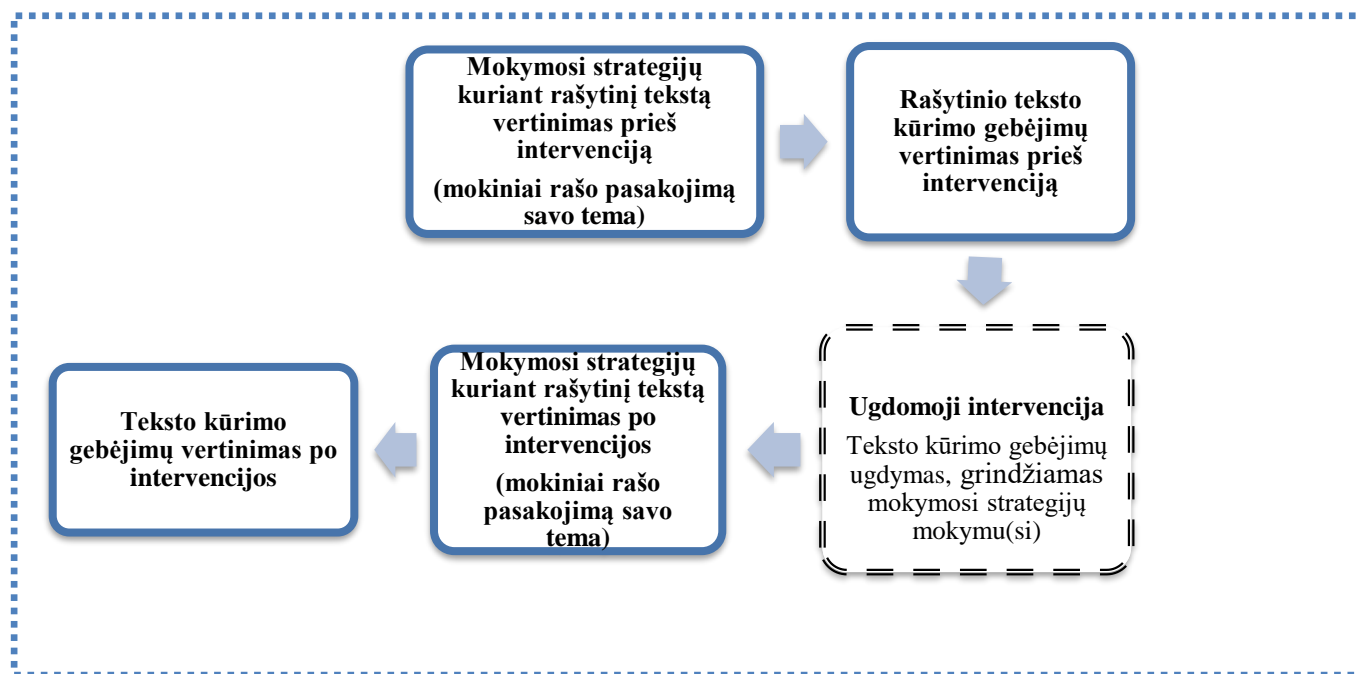 Mokymosi strategijų
kuriant rašytinį tekstą
vertinimas prieš
intervenciją
(mokiniai rašo pasakojimą
savo tema)
Rašytinio teksto
kūrimo gebėjimų
vertinimas prieš
intervenciją
Ugdomoji intervencija
Teksto kūrimo gebėjimų
ugdymas, grindžiamas
mokymosi strategijų
mokymu(si)
Mokymosi strategijų
kuriant rašytinį tekstą
vertinimas po
intervencijos
(mokiniai rašo
pasakojimą savo
tema)
Teksto kūrimo
gebėjimų vertinimas po
intervencijos